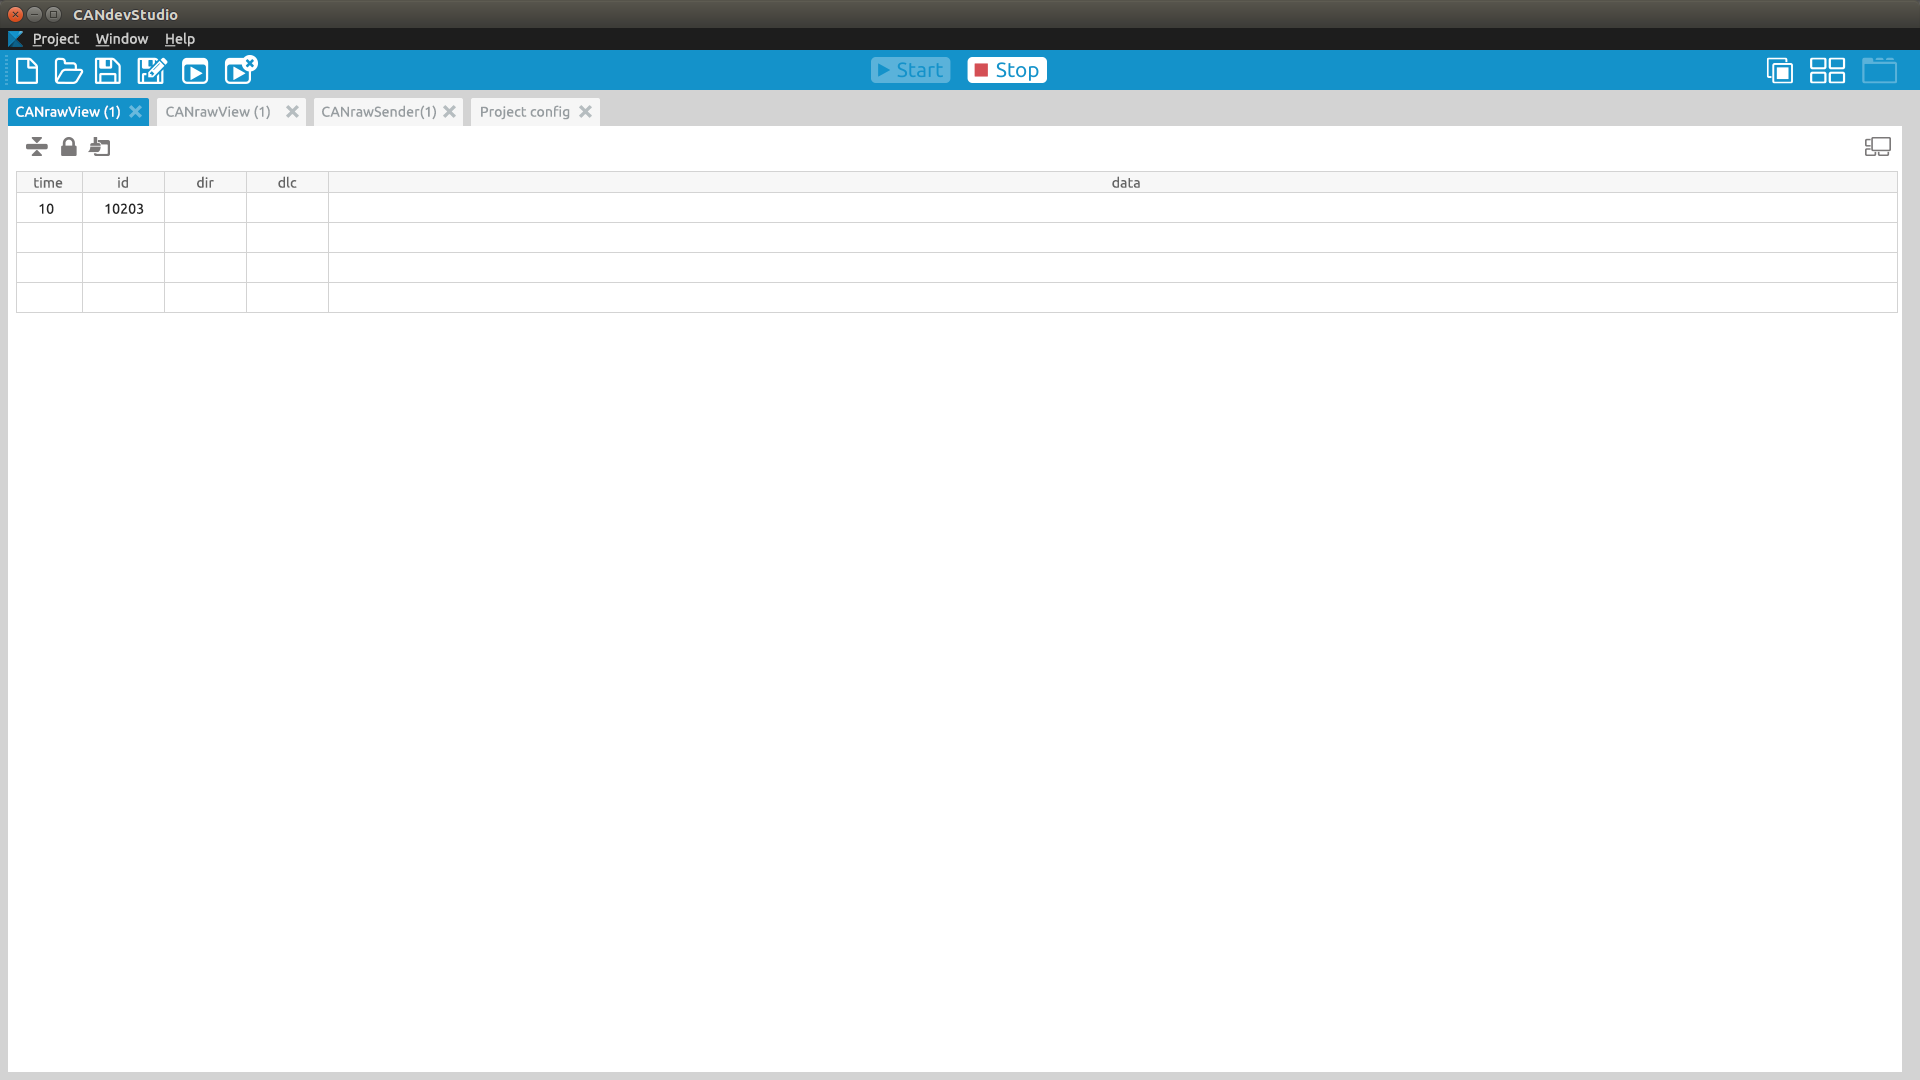 CANdevStudio
Project Window Help
Start Stop
CANrawView (1) CANrawView (1) CANrawSender(1) Project config
time id dir dlc data
10 10203